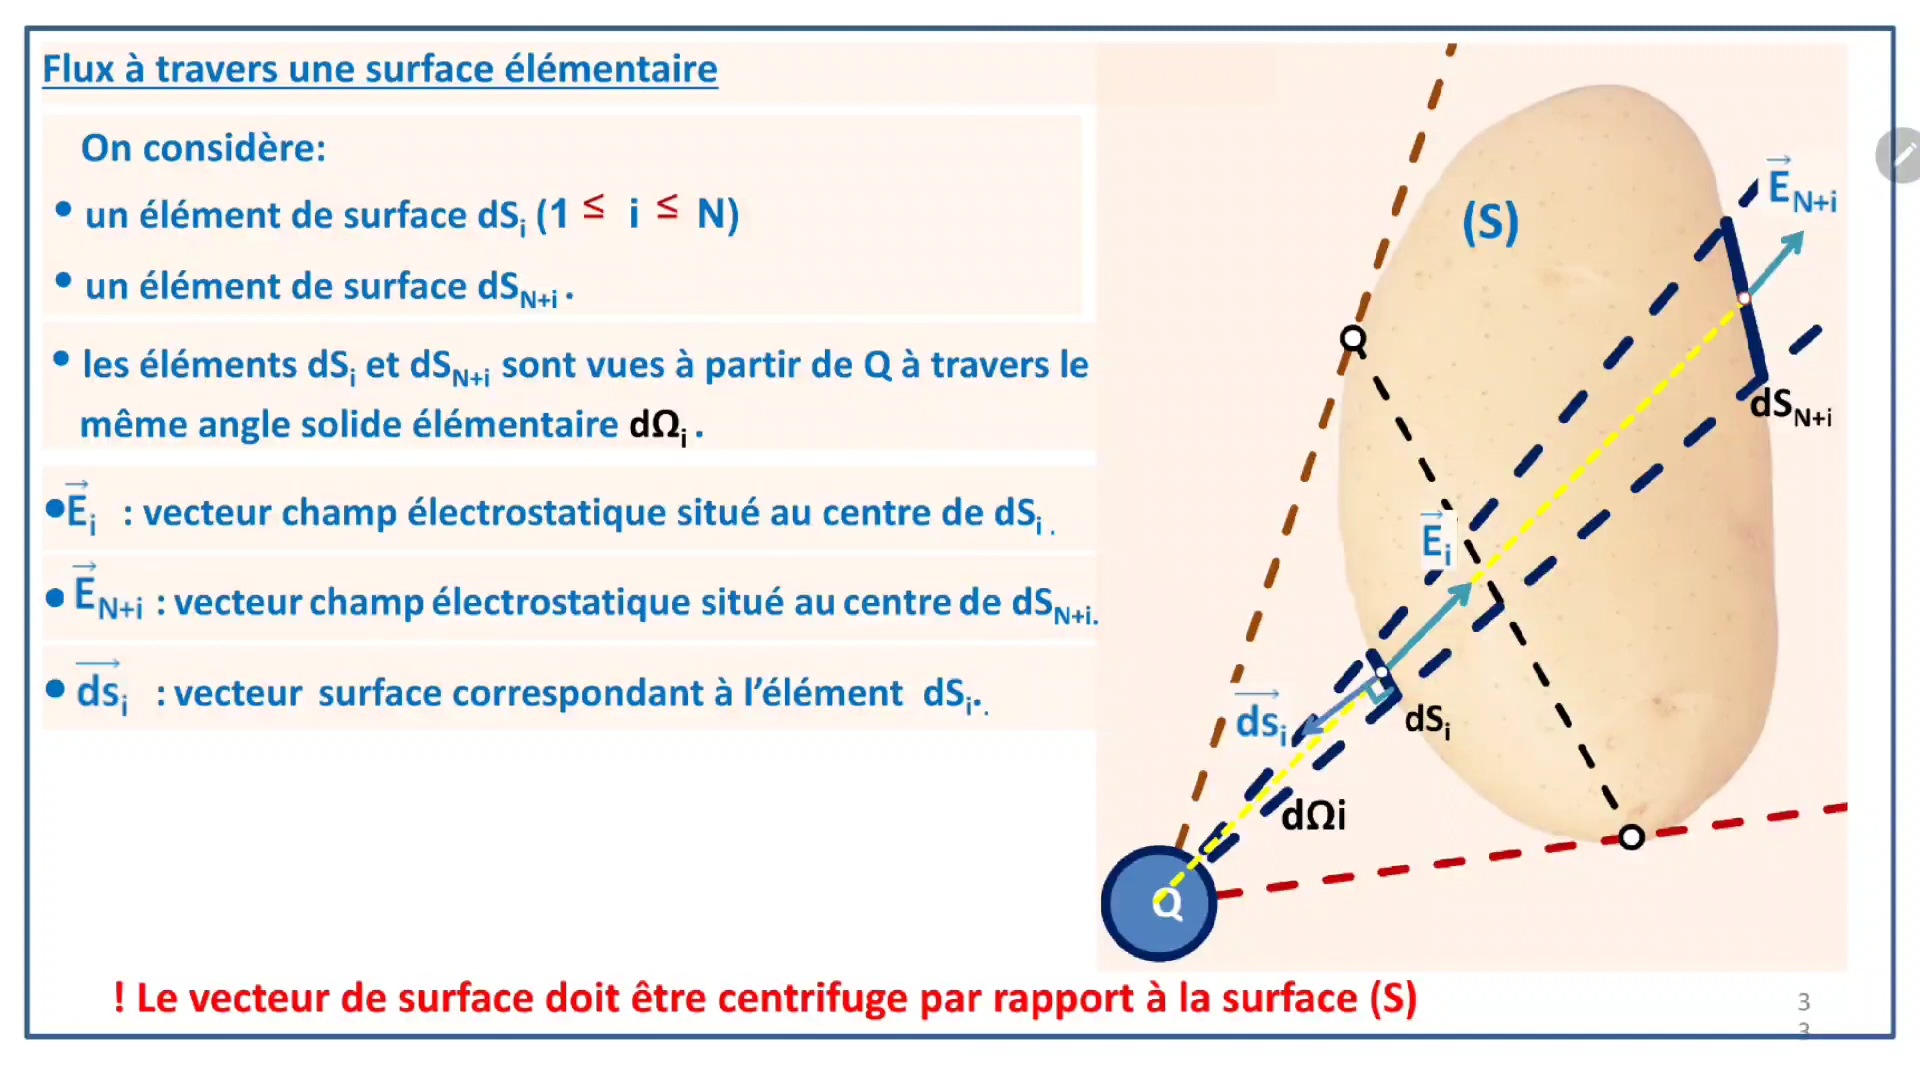 Flux à travers une surface élémentaire
On considère:
• un élément de surface dSi (1 ≤ i ≤ N)
• un élément de surface dSN+i .
• les éléments dSi et dSN+i sont vues à partir de Q à travers le
même angle solide élémentaire dΩi .
•E⃗i : vecteur champ électrostatique situé au centre de dSi .
• E⃗N+i : vecteur champ électrostatique situé au centre de dSN+i.
• ds⃗i : vecteur surface correspondant à l’élément dSi..
(S)
E⃗N+i
dSN+i
E⃗i
ds⃗i
dSi
dΩi
Q
! Le vecteur de surface doit être centrifuge par rapport à la surface (S)
3
3